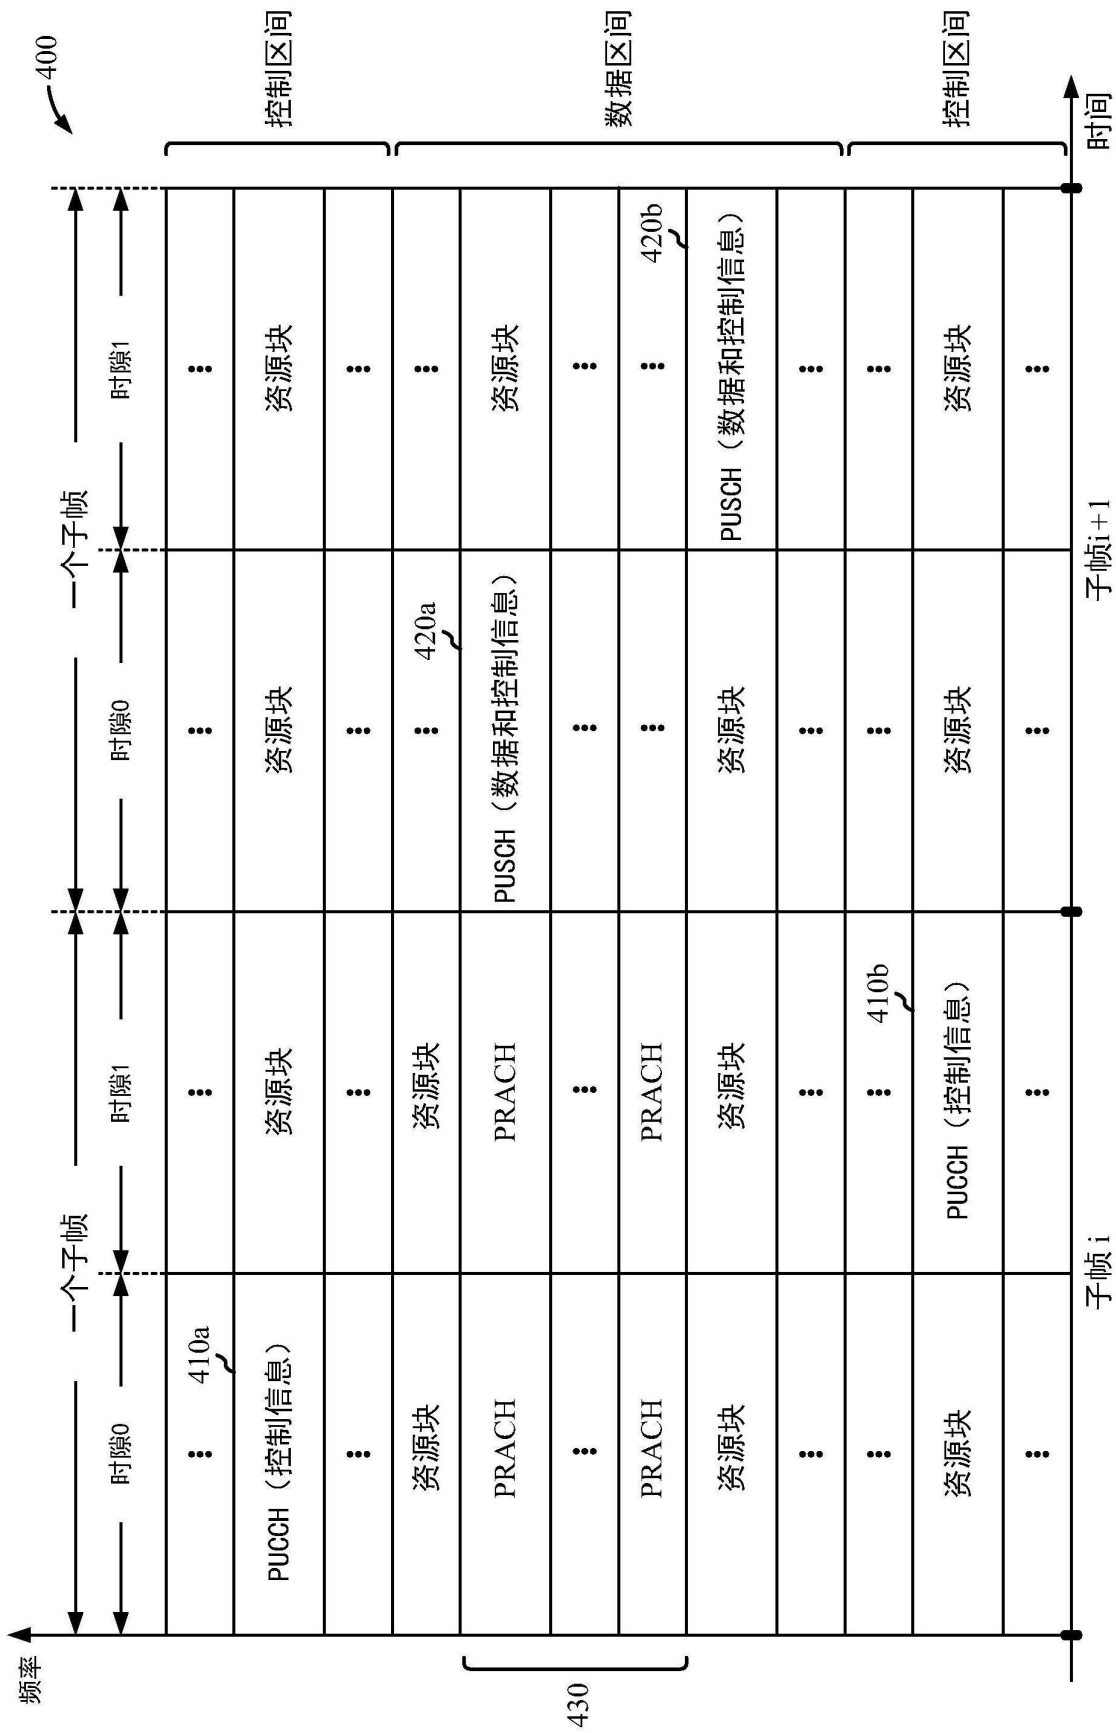 频率
400
一个子帧 一个子帧
时隙0 时隙1 时隙0 时隙1
... 410a ... ... ...
PUCCH（控制信息） 资源块 资源块 资源块 控制区间
... ... ... ...
资源块 资源块 ... 420a ...
PRACH PRACH PUSCH（数据和控制信息） 资源块
430 ... ... ... ... 数据区间
PRACH PRACH ... ... 420b
资源块 资源块 资源块 PUSCH（数据和控制信息）
... ... ... ...
... ... 410b ... ...
资源块 PUCCH（控制信息） 资源块 资源块 控制区间
... ... ... ...
子帧i 子帧i+1 时间